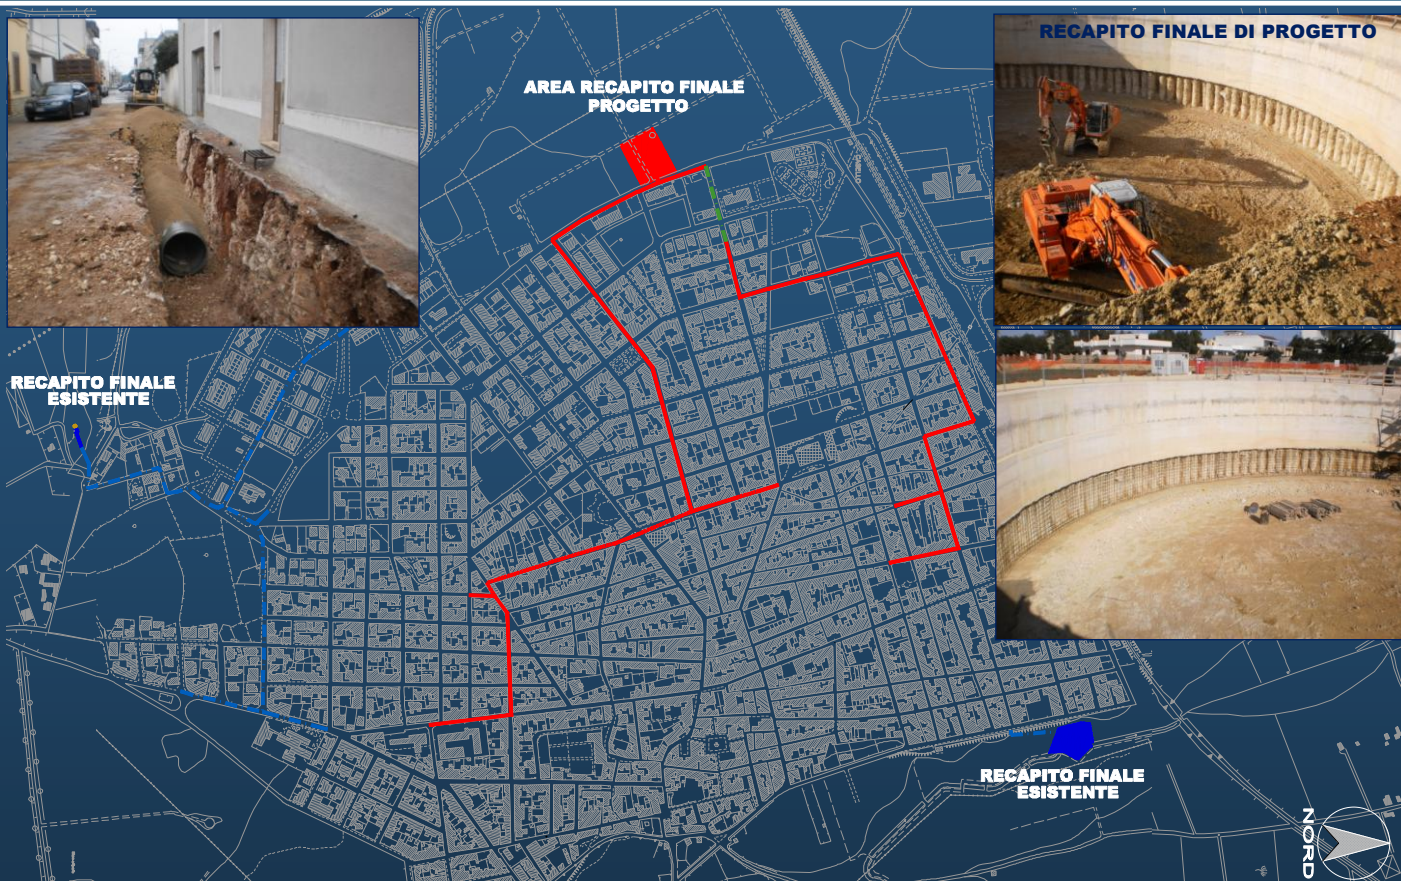 RECAPITO FINALE DI PROGETTO
AREA RECAPITO FINALE
PROGETTO
RECAPITO FINALE
ESISTENTE
RECAPITO FINALE
ESISTENTE
NORD